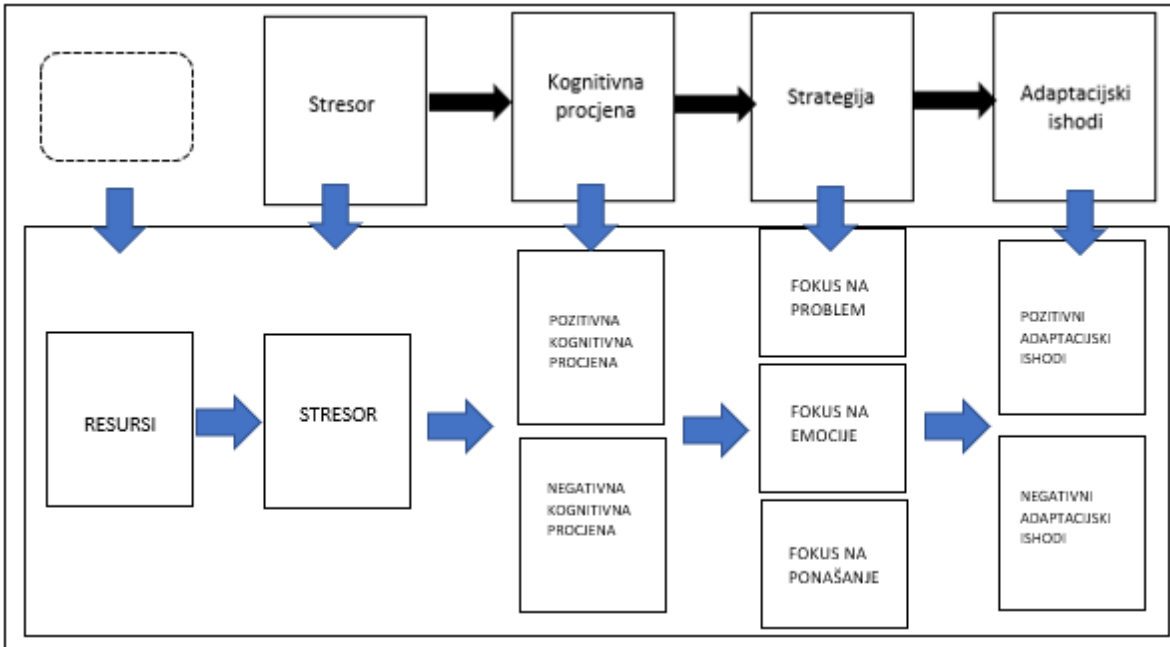 Stresor
Kognitivna
procjena
Strategija
Adaptacijski
ishodi
RESURSI
STRESOR
POZITIVNA
KOGNITIVNA
PROCJENA
NEGATIVNA
KOGNITIVNA
PROCJENA
FOKUS NA
PROBLEM
FOKUS NA
EMOCIJE
FOKUS NA
PONAŠANJE
POZITIVNI
ADAPTACIJSKI
ISHODI
NEGATIVNI
ADAPTACIJSKI
ISHODI